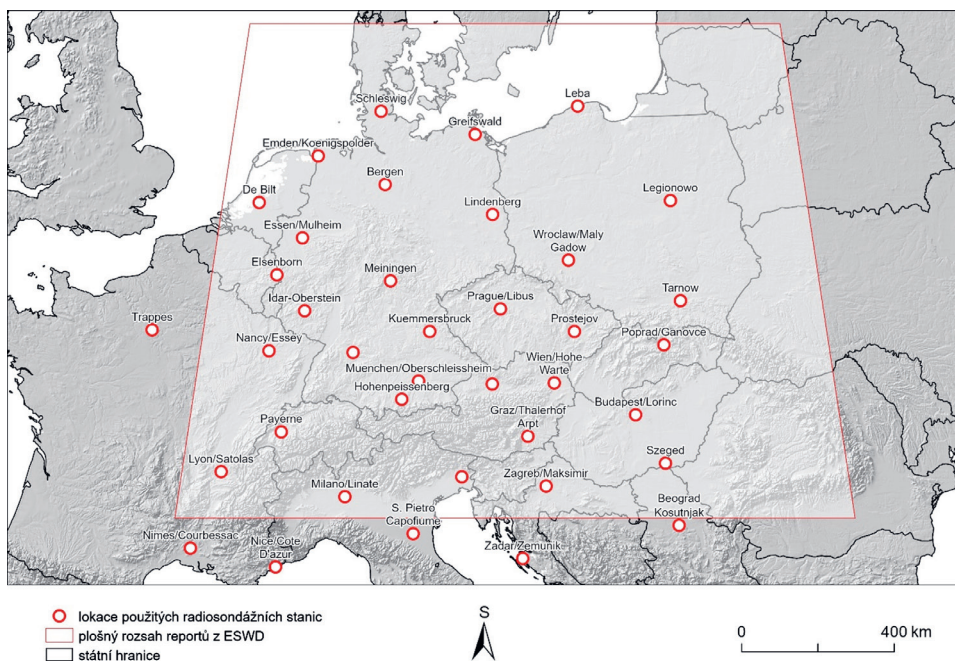 Schleswig
Leba
Greifswald
Emden/Koenigspolder
Bergen
De Bilt
Legionowo
Lindenberg
Essen/Mulheim
Wroclaw/Maly
Gadow
Elsenborn
Meiningen
Prague/Libus
Tarnow
Idar-Oberstein
Trappes
Kuemmersbruck
Prostejov
Poprad/Ganovce
Nancy/Essey
Muenchen/Oberschleissheim
Wien/Hohe-
Warte
Hohenpeissenberg
Budapest/Lorinc
Graz/Thalerhof
Arpt
Payerne
Szeged
Lyon/Satolas
Zagreb/Maksimir
Milano/Linate
Beograd
Kosutnjak
S. Pietro
Capofiume
Nimes/Courbessac
Nice/Cote
D'azur
Zadar/Zemunik
lokace použitých radiosondážních stanic
plošný rozsah reportů z ESWD
státní hranice
S
0 400 km